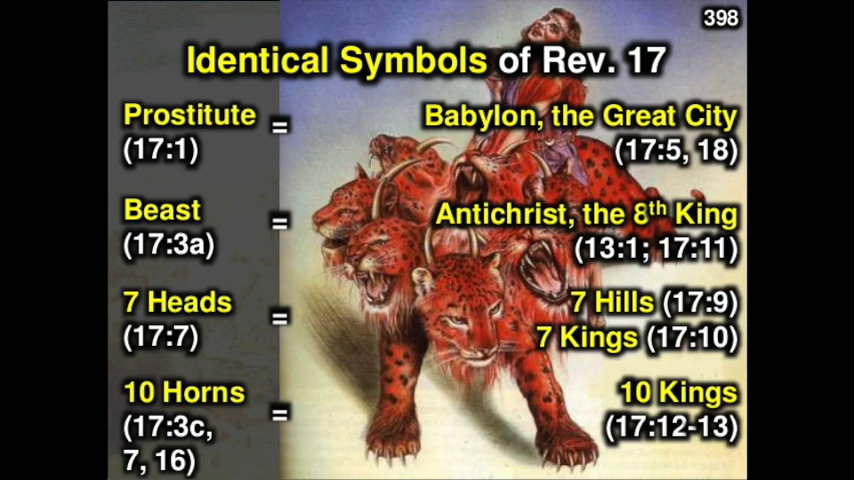 398
Identical Symbols of Rev. 17
Prostitute = Babylon, the Great City
(17:1) (17:5, 18)
Beast = Antichrist, the 8th King
(17:3a) (13:1; 17:11)
7 Heads = 7 Hills (17:9)
(17:7) 7 Kings (17:10)
10 Horns = 10 Kings
(17:3c, (17:12-13)
7, 16)